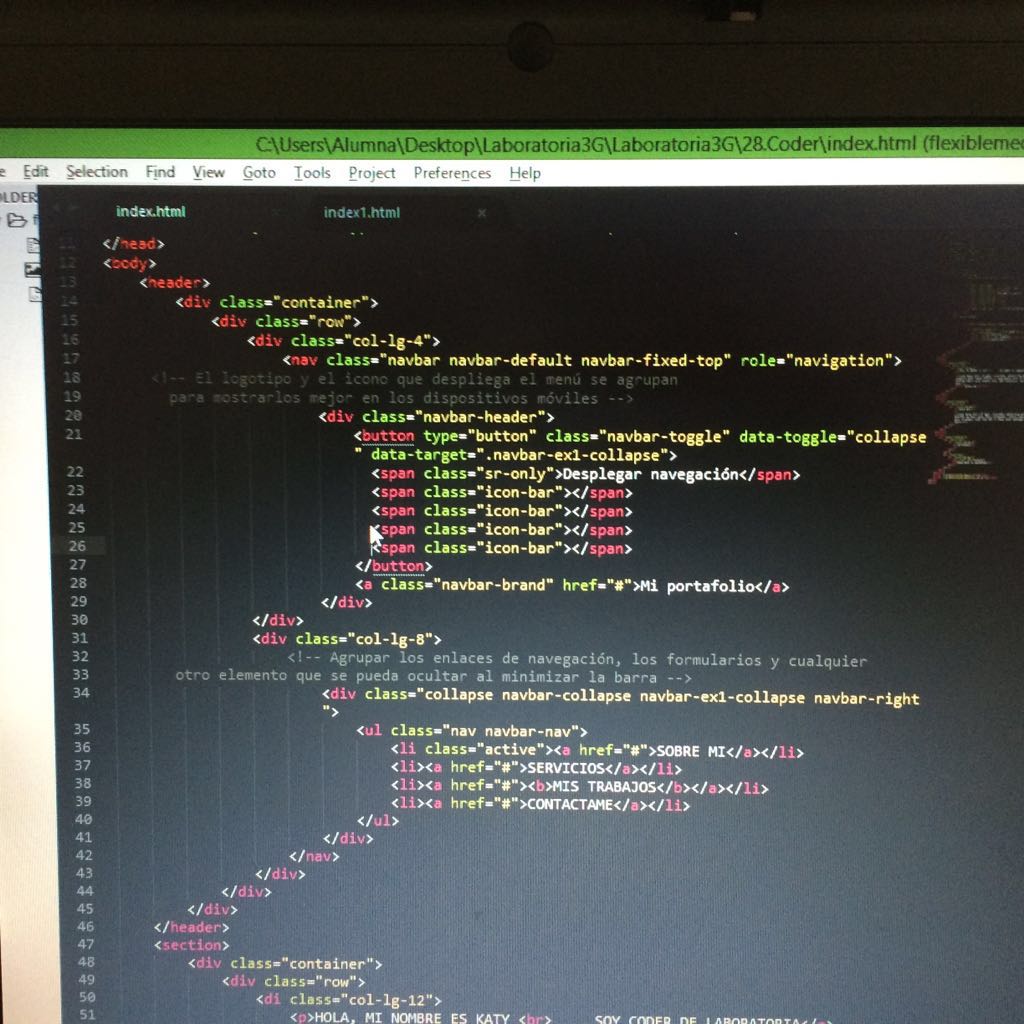 C:\Users\Alumna\Desktop\Laboratoria3G\Laboratoria3G\28.Coder\index.html (flexiblemed
Edit Selection Find View Goto Tools Project Preferences Help
OLDER
index.html index1.html x
11 </head>
12 <body>
13 <header>
14 <div class="container">
15 <div class="row">
16 <div class="col-lg-4">
17 <nav class="navbar navbar-default navbar-fixed-top" role="navigation">
18 <!-- El logotipo y el icono que despliega el menú se agrupan
19 para mostrarlos mejor en los dispositivos móviles -->
20 <div class="navbar-header">
21 <button type="button" class="navbar-toggle" data-toggle="collapse
" data-target=".navbar-ex1-collapse">
22 <span class="sr-only">Desplegar navegación</span>
23 <span class="icon-bar"></span>
24 <span class="icon-bar"></span>
25 <span class="icon-bar"></span>
26 <span class="icon-bar"></span>
27 </button>
28 <a class="navbar-brand" href="#">Mi portafolio</a>
29 </div>
30 </div>
31 <div class="col-lg-8">
32 <!-- Agrupar los enlaces de navegación, los formularios y cualquier
33 otro elemento que se pueda ocultar al minimizar la barra -->
34 <div class="collapse navbar-collapse navbar-ex1-collapse navbar-right
">
35 <ul class="nav navbar-nav">
36 <li class="active"><a href="#">SOBRE MI</a></li>
37 <li><a href="#">SERVICIOS</a></li>
38 <li><a href="#"><b>MIS TRABAJOS</b></a></li>
39 <li><a href="#">CONTACTAME</a></li>
40 </ul>
41 </div>
42 </nav>
43 </div>
44 </div>
45 </div>
46 </header>
47 <section>
48 <div class="container">
49 <div class="row">
50 <di class="col-lg-12">
51 <p>HOLA, MI NOMBRE ES KATY <br> SOY CODER DE LABORATORIA</